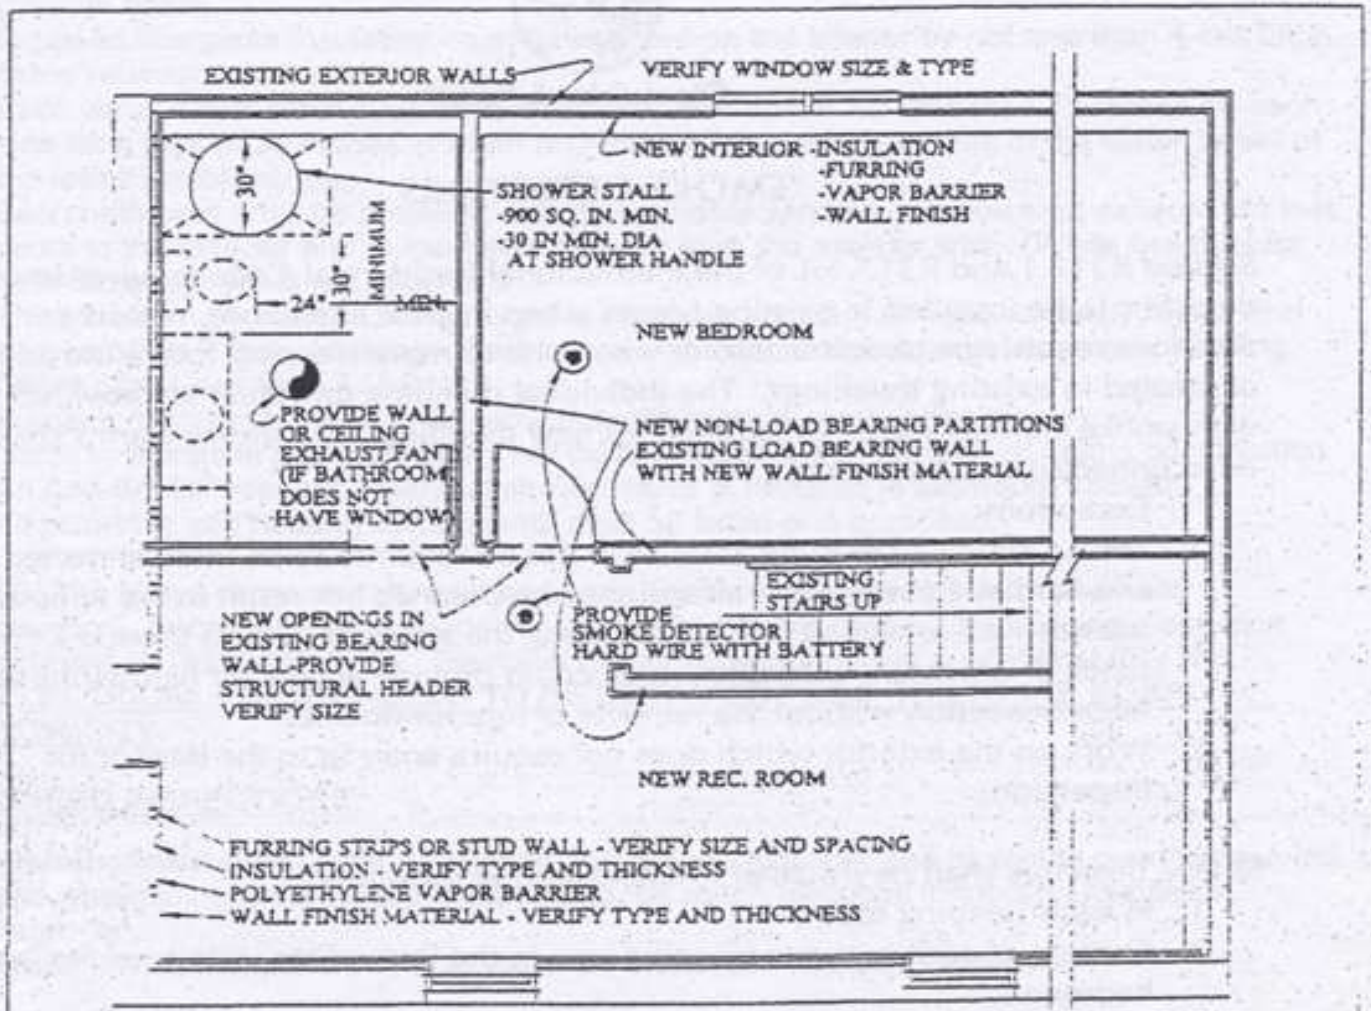 EXISTING EXTERIOR WALLS
VERIFY WINDOW SIZE & TYPE
NEW INTERIOR -INSULATION
-FURRING
-VAPOR BARRIER
-WALL FINISH
30"
SHOWER STALL
-900 SQ. IN. MIN.
-30 IN MIN. DIA
AT SHOWER HANDLE
30" MINIMUM
24" MIN.
NEW BEDROOM
PROVIDE WALL
OR CEILING
EXHAUST FAN
(IF BATHROOM
DOES NOT
HAVE WINDOW)
NEW NON-LOAD BEARING PARTITIONS
EXISTING LOAD BEARING WALL
WITH NEW WALL FINISH MATERIAL
EXISTING
STAIRS UP
NEW OPENINGS IN
EXISTING BEARING
WALL-PROVIDE
STRUCTURAL HEADER
VERIFY SIZE
PROVIDE
SMOKE DETECTOR
HARD WIRE WITH BATTERY
NEW REC. ROOM
FURRING STRIPS OR STUD WALL - VERIFY SIZE AND SPACING
INSULATION - VERIFY TYPE AND THICKNESS
POLYETHYLENE VAPOR BARRIER
WALL FINISH MATERIAL - VERIFY TYPE AND THICKNESS